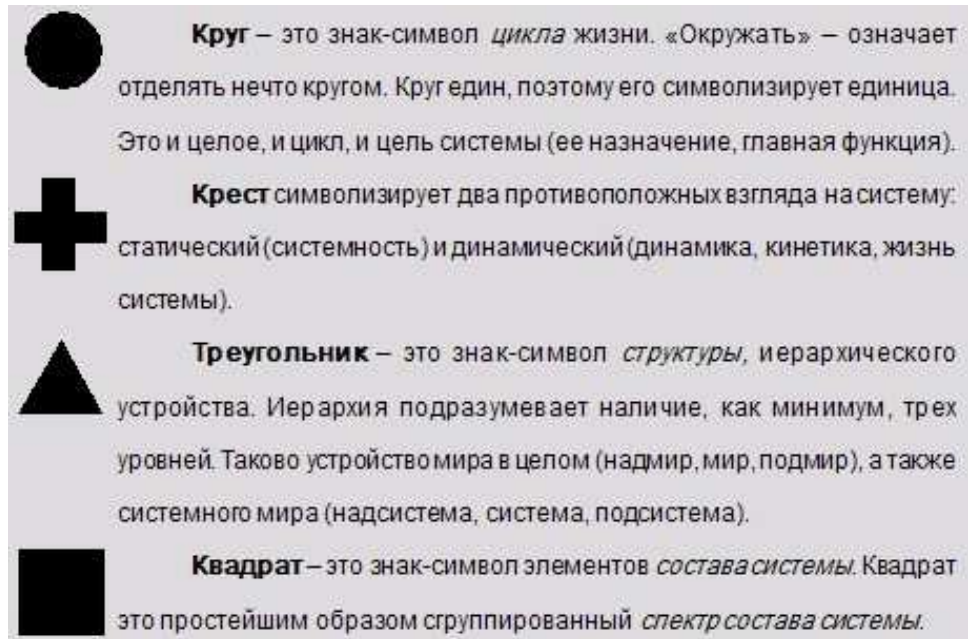 Круг – это знак-символ цикла жизни. «Окружать» – означает
отделять нечто кругом. Круг един, поэтому его символизирует единица.
Это и целое, и цикл, и цель системы (ее назначение, главная функция).
Крест символизирует два противоположных взгляда на систему:
статический (системность) и динамический (динамика, кинетика, жизнь
системы).
Треугольник – это знак-символ структуры, иерархического
устройства. Иерархия подразумевает наличие, как минимум, трех
уровней. Таково устройство мира в целом (надмир, мир, подмир), а также
системного мира (надсистема, система, подсистема).
Квадрат – это знак-символ элементов состава системы. Квадрат
это простейшим образом сгруппированный спектр состава системы.